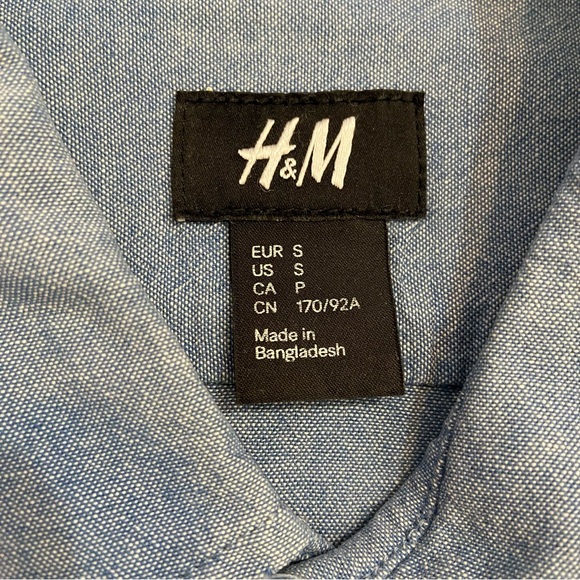 H&M
EUR S
US S
CA P
CN 170/92A
Made in
Bangladesh